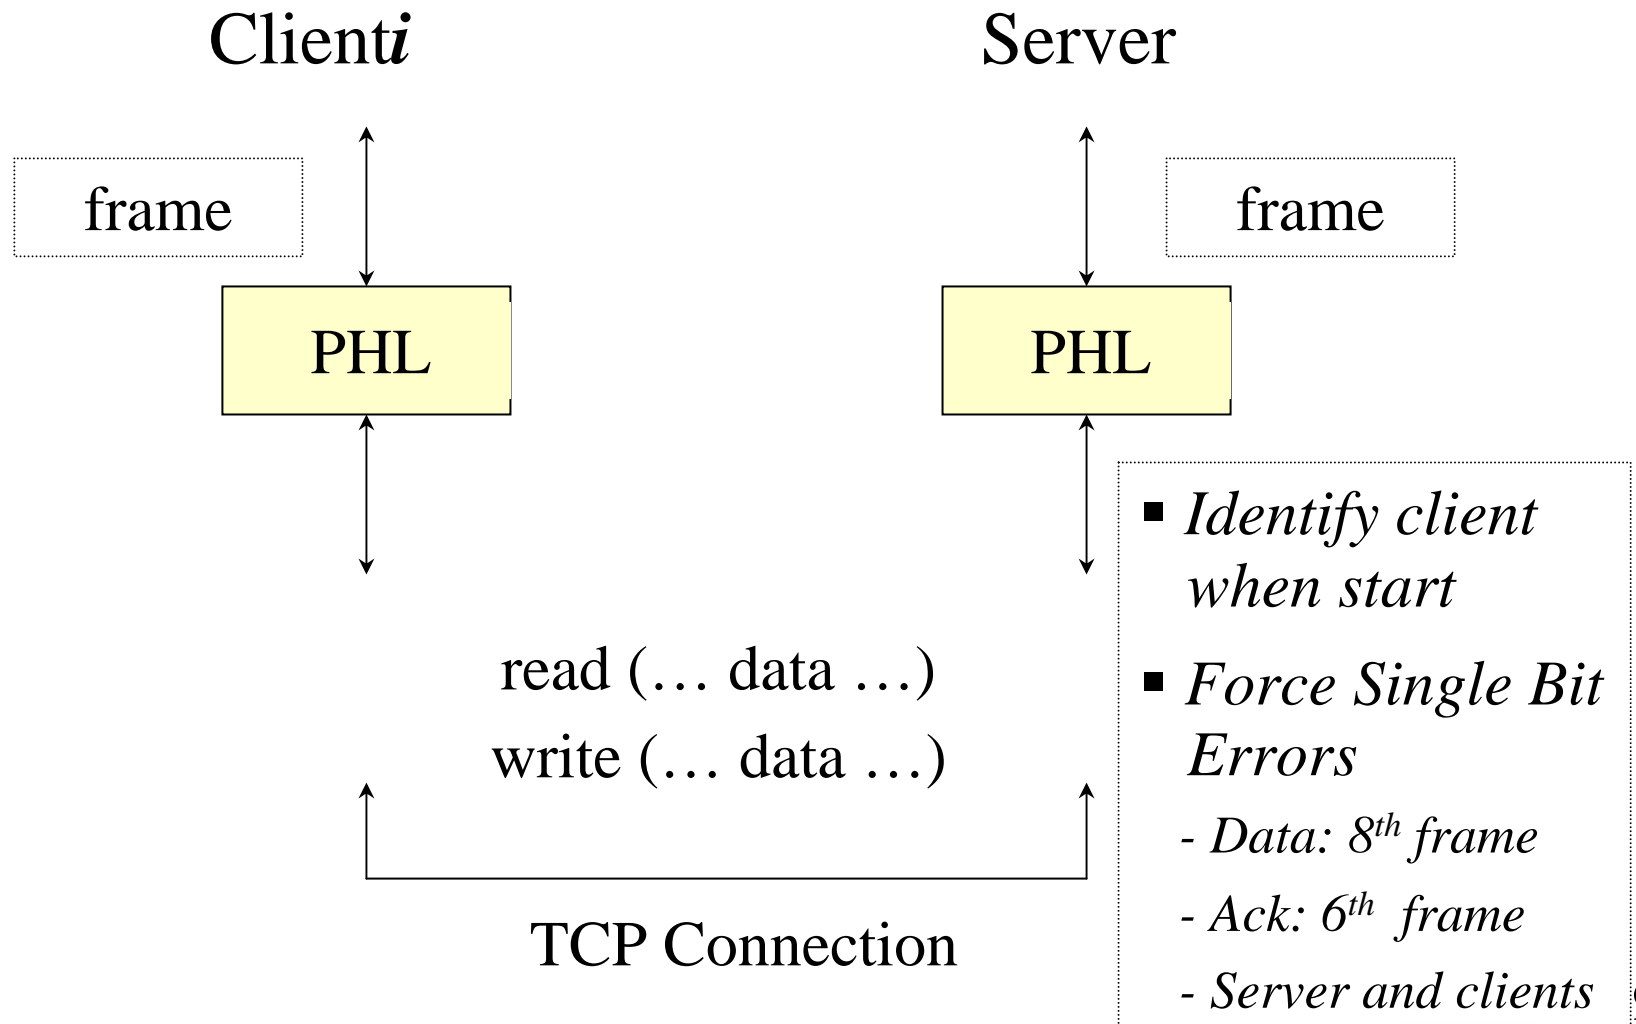 Clienti
Server
frame
frame
PHL
PHL
read (… data …)
write (… data …)
TCP Connection
▪ Identify client
when start
▪ Force Single Bit
Errors
- Data: 8th frame
- Ack: 6th frame
- Server and clients